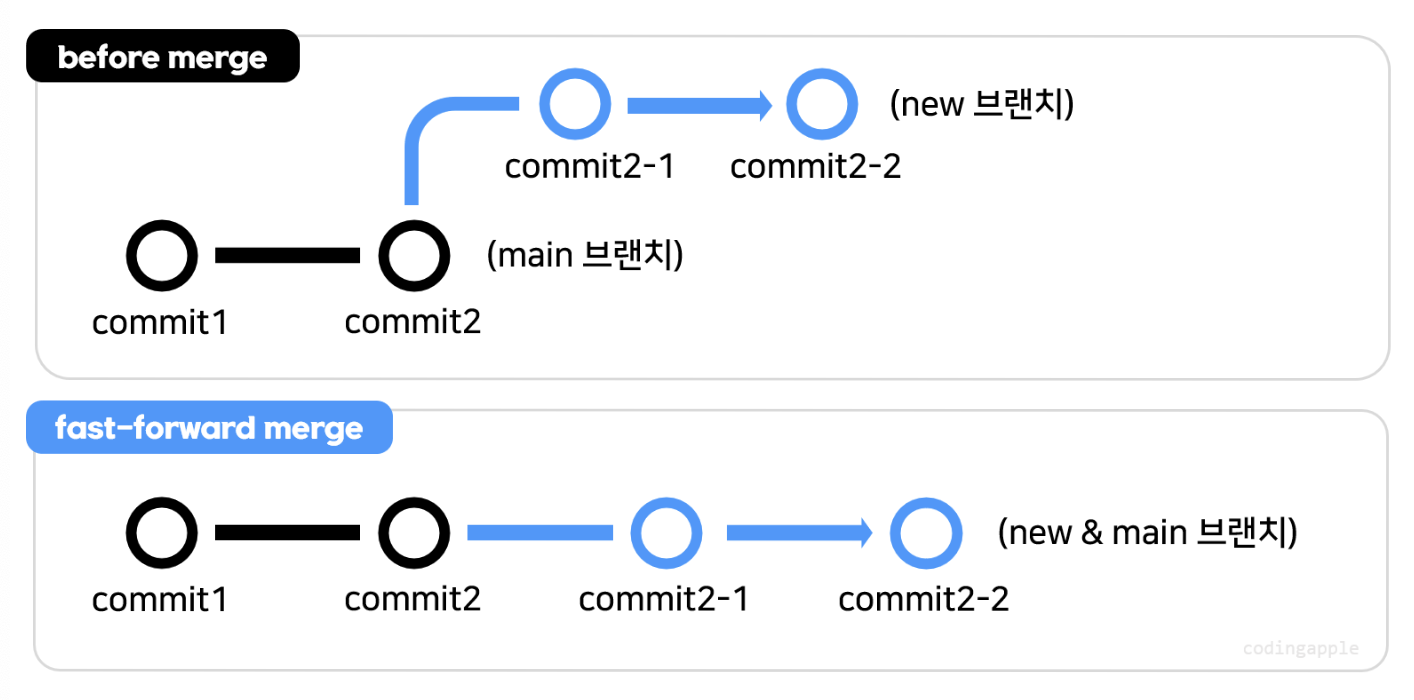 before merge
(new 브랜치)
commit2-1 commit2-2
(main 브랜치)
commit1 commit2
fast-forward merge
(new & main 브랜치)
commit1 commit2 commit2-1 commit2-2
codingapple